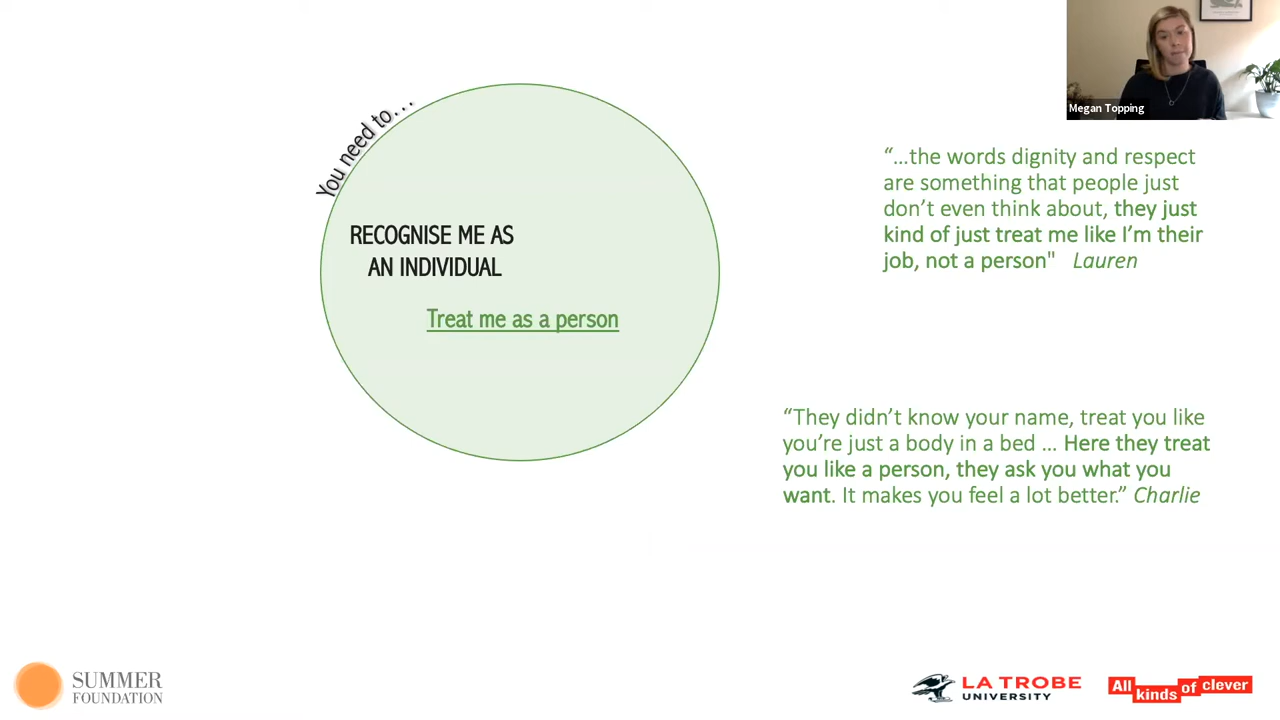 Megan Topping
You need to…
RECOGNISE ME AS
AN INDIVIDUAL
Treat me as a person
“…the words dignity and respect
are something that people just
don’t even think about, they just
kind of just treat me like I’m their
job, not a person" Lauren
“They didn’t know your name, treat you like
you’re just a body in a bed … Here they treat
you like a person, they ask you what you
want. It makes you feel a lot better.” Charlie
SUMMER
FOUNDATION
LA TROBE
UNIVERSITY
All kinds of clever